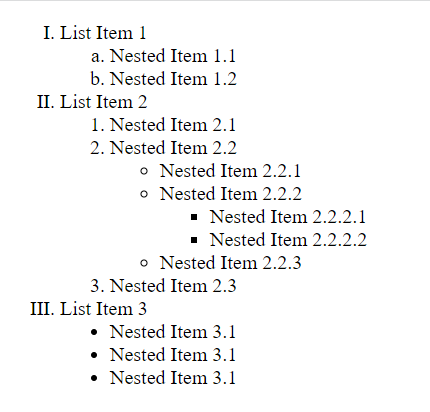 I. List Item 1
a. Nested Item 1.1
b. Nested Item 1.2
II. List Item 2
1. Nested Item 2.1
2. Nested Item 2.2
◦ Nested Item 2.2.1
◦ Nested Item 2.2.2
▪ Nested Item 2.2.2.1
▪ Nested Item 2.2.2.2
◦ Nested Item 2.2.3
3. Nested Item 2.3
III. List Item 3
• Nested Item 3.1
• Nested Item 3.1
• Nested Item 3.1